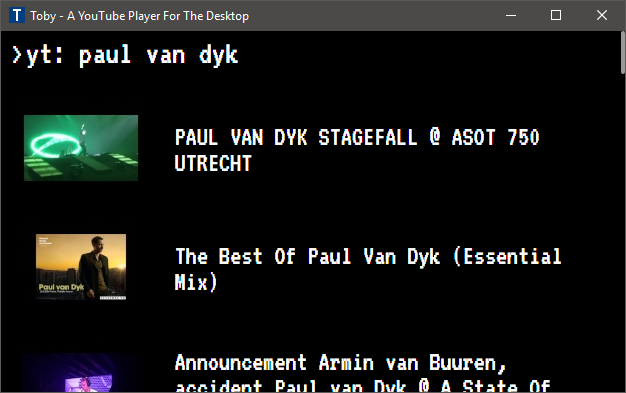 T Toby - A YouTube Player For The Desktop
>yt: paul van dyk
PAUL VAN DYK STAGEFALL @ ASOT 750
UTRECHT
The Best Of Paul Van Dyk (Essential
Mix)
Paul van Dyk
Announcement Armin van Buuren,
accident Paul van Dyk @ A State Of